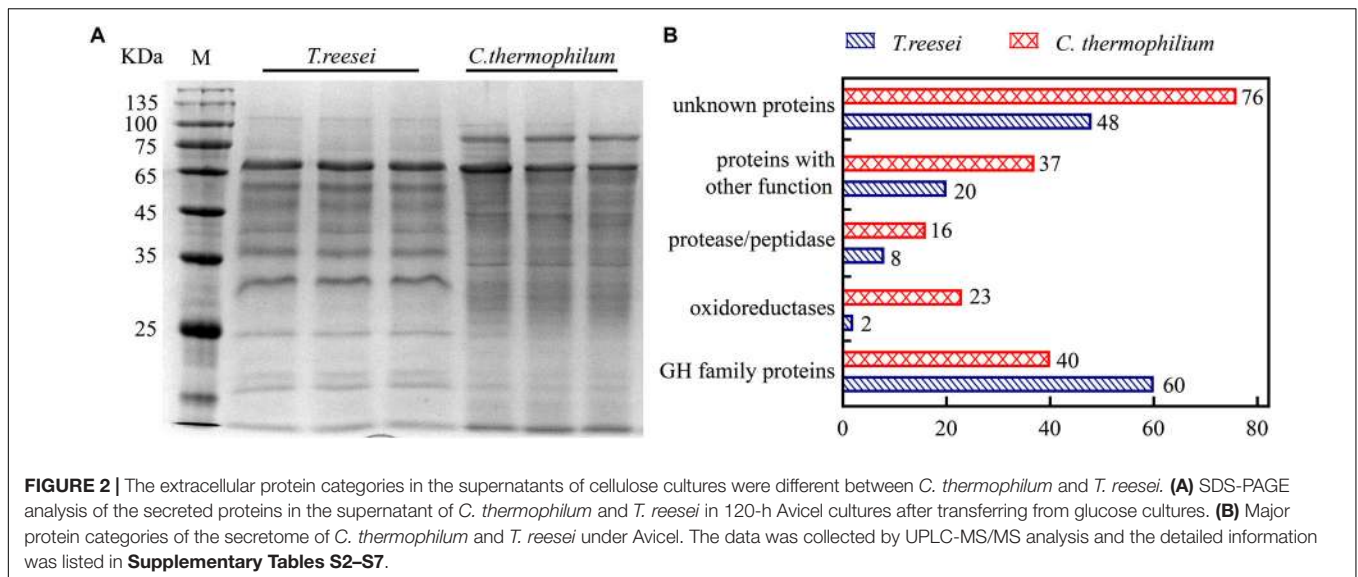 A
KDa M T.reesei C.thermophilum
135
100
75
65
45
35
25
B
T.reesei C. thermophilium
unknown proteins 76
48
proteins with
other function
37
20
protease/peptidase 16
8
oxidoreductases 23
2
GH family proteins 40
60
0 20 40 60 80
FIGURE 2 | The extracellular protein categories in the supernatants of cellulose cultures were different between C. thermophilum and T. reesei. (A) SDS-PAGE
analysis of the secreted proteins in the supernatant of C. thermophilum and T. reesei in 120-h Avicel cultures after transferring from glucose cultures. (B) Major
protein categories of the secretome of C. thermophilum and T. reesei under Avicel. The data was collected by UPLC-MS/MS analysis and the detailed information
was listed in Supplementary Tables S2–S7.